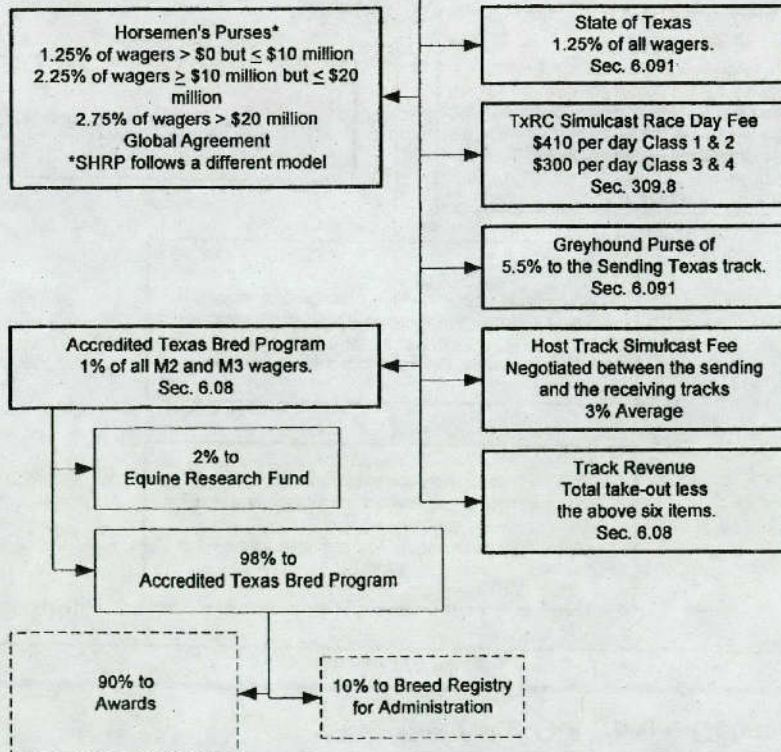 Horsemen's Purses*
1.25% of wagers > $0 but ≤ $10 million
2.25% of wagers ≥ $10 million but ≤ $20
million
2.75% of wagers > $20 million
Global Agreement
*SHRP follows a different model
State of Texas
1.25% of all wagers.
Sec. 6.091
TxRC Simulcast Race Day Fee
$410 per day Class 1 & 2
$300 per day Class 3 & 4
Sec. 309.8
Greyhound Purse of
5.5% to the Sending Texas track.
Sec. 6.091
Accredited Texas Bred Program
1% of all M2 and M3 wagers.
Sec. 6.08
Host Track Simulcast Fee
Negotiated between the sending
and the receiving tracks
3% Average
2% to
Equine Research Fund
Track Revenue
Total take-out less
the above six items.
Sec. 6.08
98% to
Accredited Texas Bred Program
90% to
Awards
10% to Breed Registry
for Administration